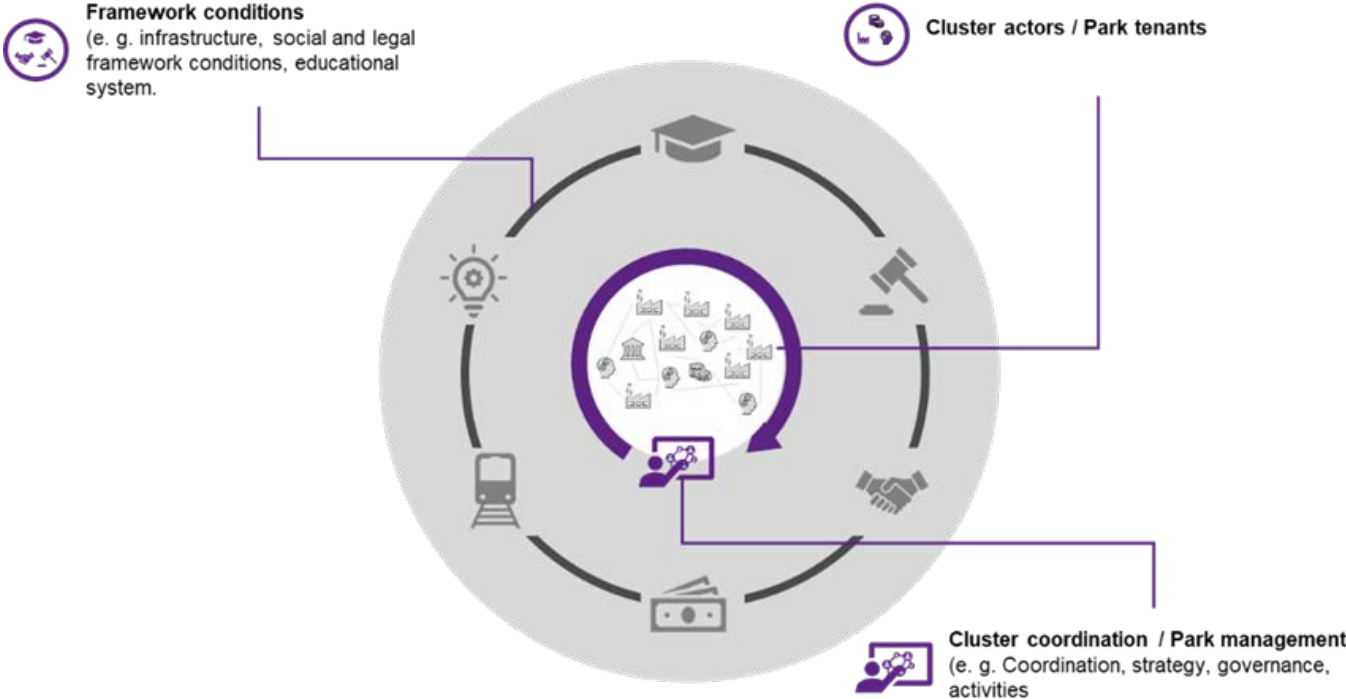 Framework conditions
(e. g. infrastructure, social and legal
framework conditions, educational
system.
Cluster actors / Park tenants
Cluster coordination / Park management
(e. g. Coordination, strategy, governance,
activities